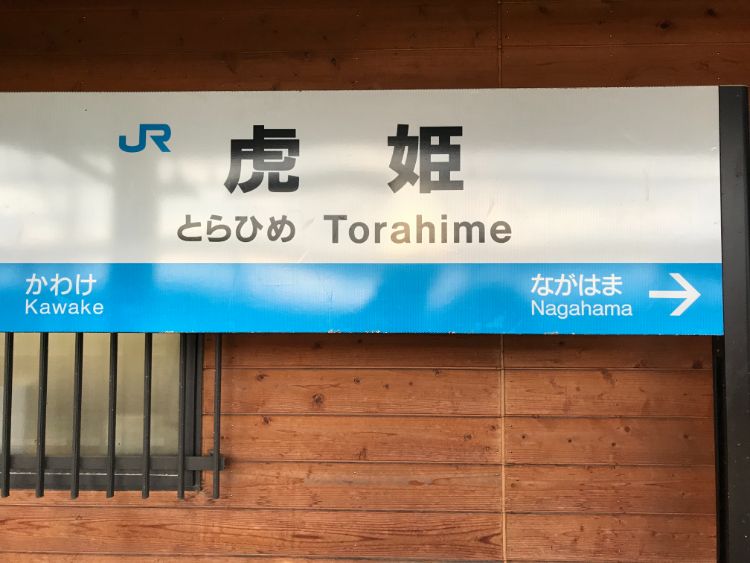 JR 虎姫
とらひめ Torahime
かわけ ながはま
Kawake Nagahama →